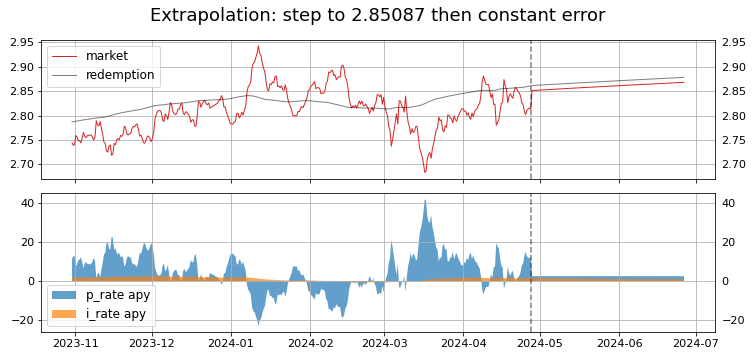 Extrapolation: step to 2.85087 then constant error
2.95 2.95
market
2.90 2.90
redemption
2.85 2.85
2.80 2.80
2.75 2.75
2.70 2.70
40 40
20 20
0 0
p_rate apy
i_rate apy
−20 −20
2023-11 2023-12 2024-01 2024-02 2024-03 2024-04 2024-05 2024-06 2024-07